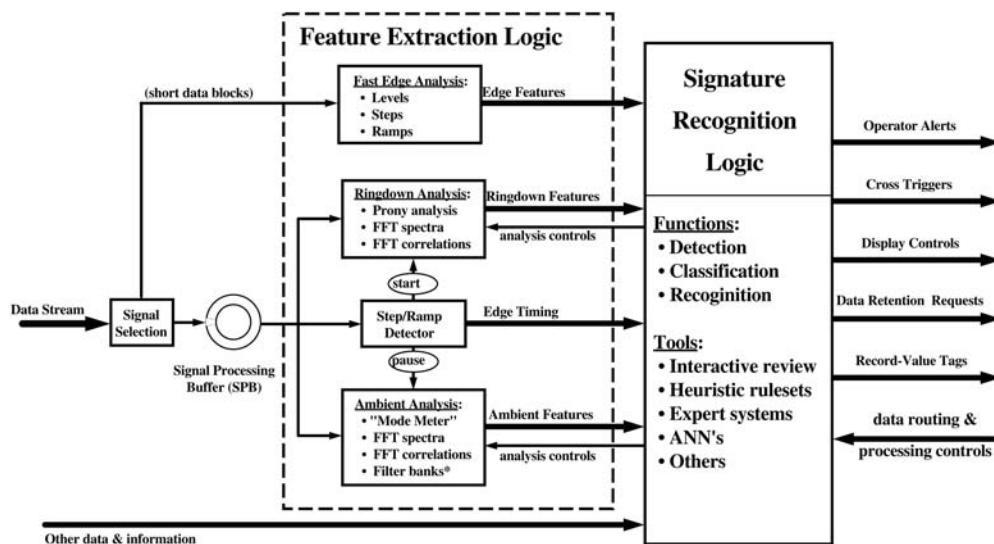 Feature Extraction Logic
(short data blocks)
Fast Edge Analysis:
• Levels
• Steps
• Ramps
Edge Features
Ringdown Analysis:
• Prony analysis
• FFT spectra
• FFT correlations
Ringdown Features
analysis controls
start
Data Stream
Signal
Selection
Signal Processing
Buffer (SPB)
Step/Ramp
Detector
Edge Timing
pause
Ambient Analysis:
• "Mode Meter"
• FFT spectra
• FFT correlations
• Filter banks*
Ambient Features
analysis controls
Other data & information
Signature
Recognition
Logic
Functions:
• Detection
• Classification
• Recoginition
Tools:
• Interactive review
• Heuristic rulesets
• Expert systems
• ANN's
• Others
Operator Alerts
Cross Triggers
Display Controls
Data Retention Requests
Record-Value Tags
data routing &
processing controls